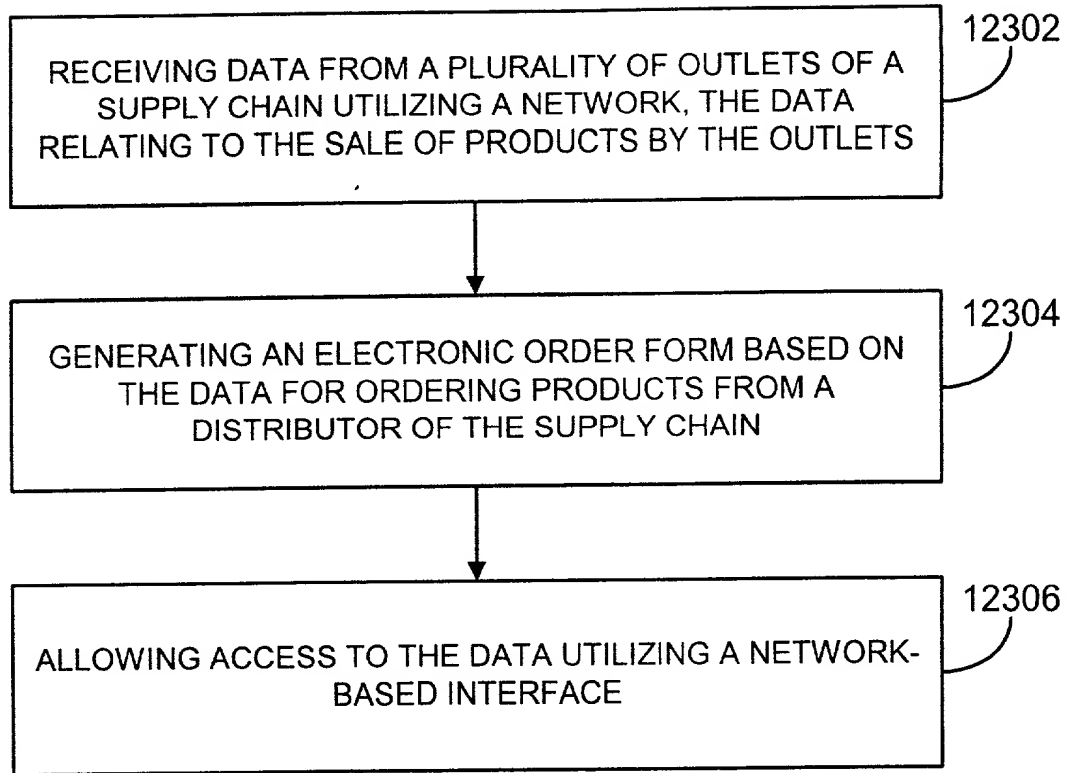 12302
RECEIVING DATA FROM A PLURALITY OF OUTLETS OF A
SUPPLY CHAIN UTILIZING A NETWORK, THE DATA
RELATING TO THE SALE OF PRODUCTS BY THE OUTLETS
12304
GENERATING AN ELECTRONIC ORDER FORM BASED ON
THE DATA FOR ORDERING PRODUCTS FROM A
DISTRIBUTOR OF THE SUPPLY CHAIN
12306
ALLOWING ACCESS TO THE DATA UTILIZING A NETWORK-
BASED INTERFACE